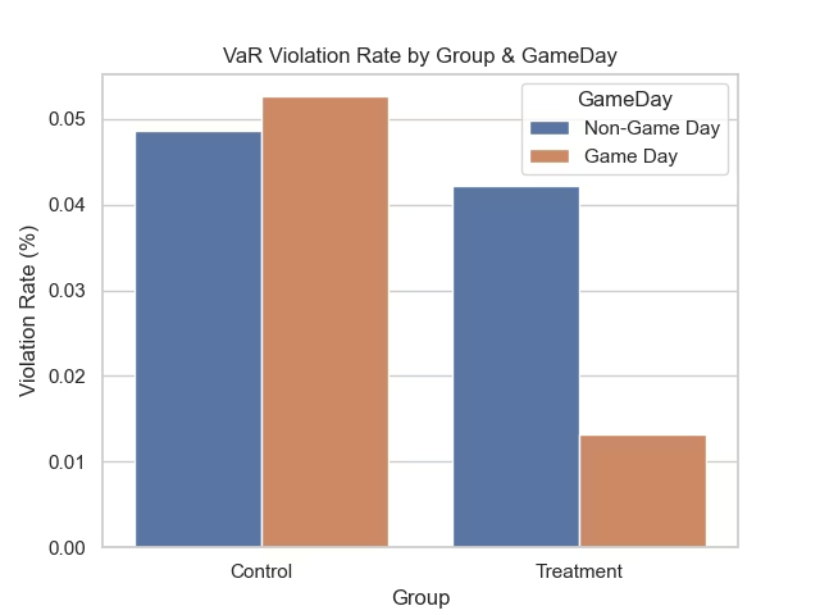 VaR Violation Rate by Group & GameDay
GameDay
Non-Game Day
Game Day
Violation Rate (%)
0.05
0.04
0.03
0.02
0.01
0.00
Control
Treatment
Group